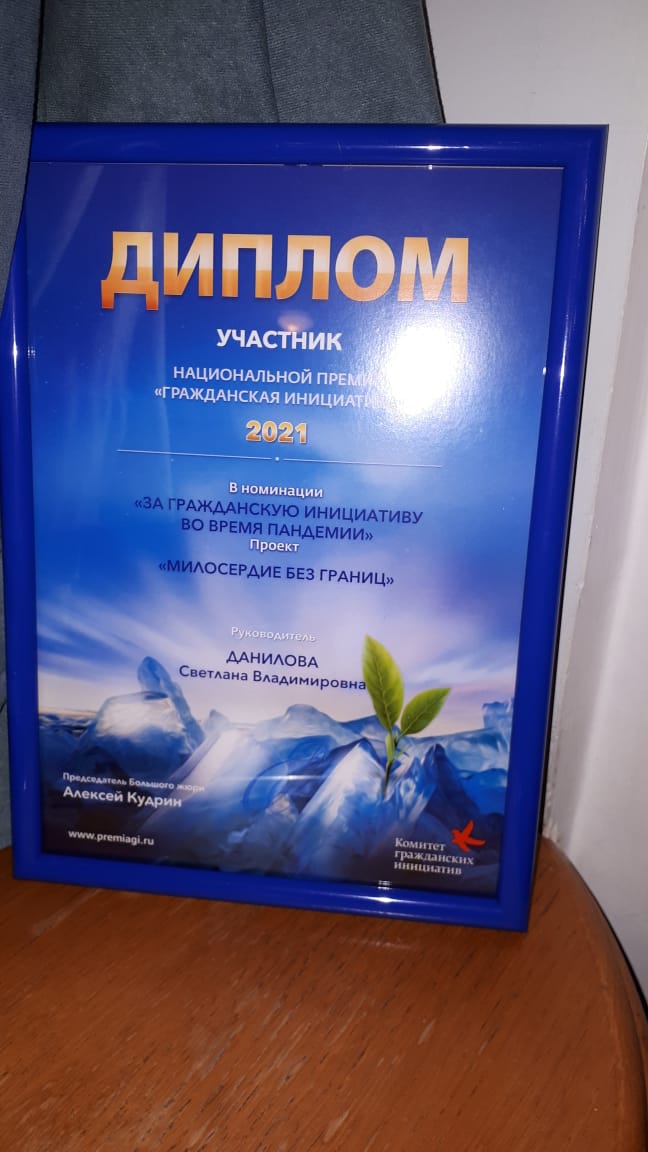 ДИПЛОМ
УЧАСТНИК
НАЦИОНАЛЬНОЙ
«ГРАЖДАНСКАЯ
2021
В номинации
«ЗА ГРАЖДАНСКУЮ ИНИЦИАТИВУ
ВО ВРЕМЯ ПАНДЕМИИ»
Проект
«МИЛОСЕРДИЕ БЕЗ ГРАНИЦ»
Руководитель
ДАНИЛОВА
Светлана Владимировна
Председатель Большого жюри
Алексей Кудрин
www.premiagi.ru
Комитет
гражданских
инициатив